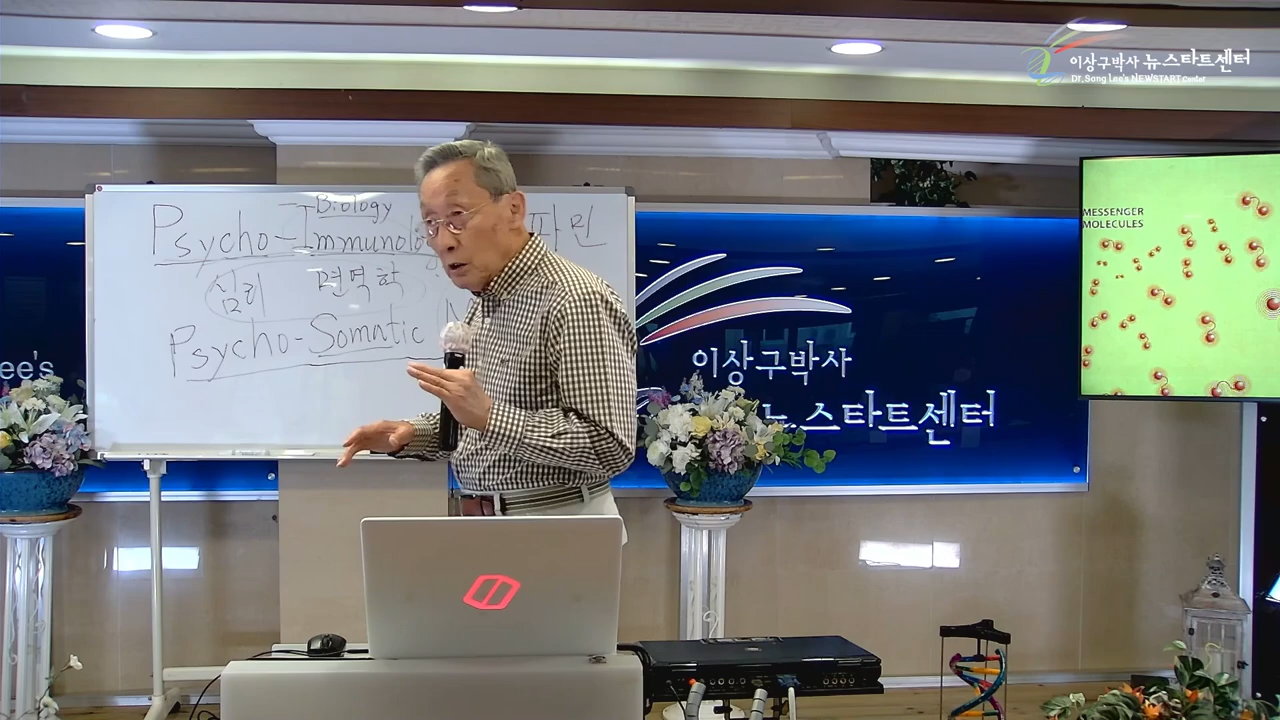 이상구박사 뉴스타트센터
Dr. Sang Lee's NEWSTART Center
MESSENGER
MOLECULES
Biology
Psycho-Immunolog
파민
심리 면역학
Psycho-Somatic
ee's
이상구박사
뉴스타트센터